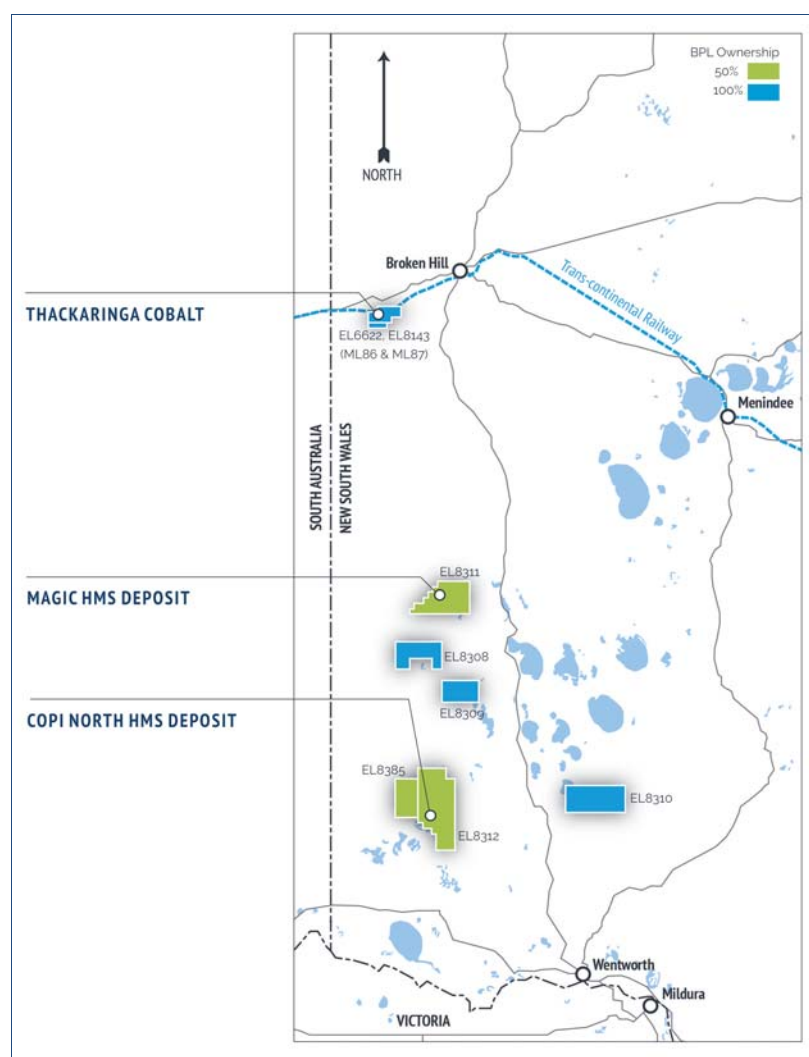 BPL Ownership
50%
100%
NORTH
Broken Hill
Trans-continental Railway
THACKARINGA COBALT
EL6622, EL8143
(ML86 & ML87)
Menindee
SOUTH AUSTRALIA
NEW SOUTH WALES
EL8311
MAGIC HMS DEPOSIT
EL8308
EL8309
COPI NORTH HMS DEPOSIT
EL8385
EL8310
EL8312
Wentworth
Mildura
VICTORIA